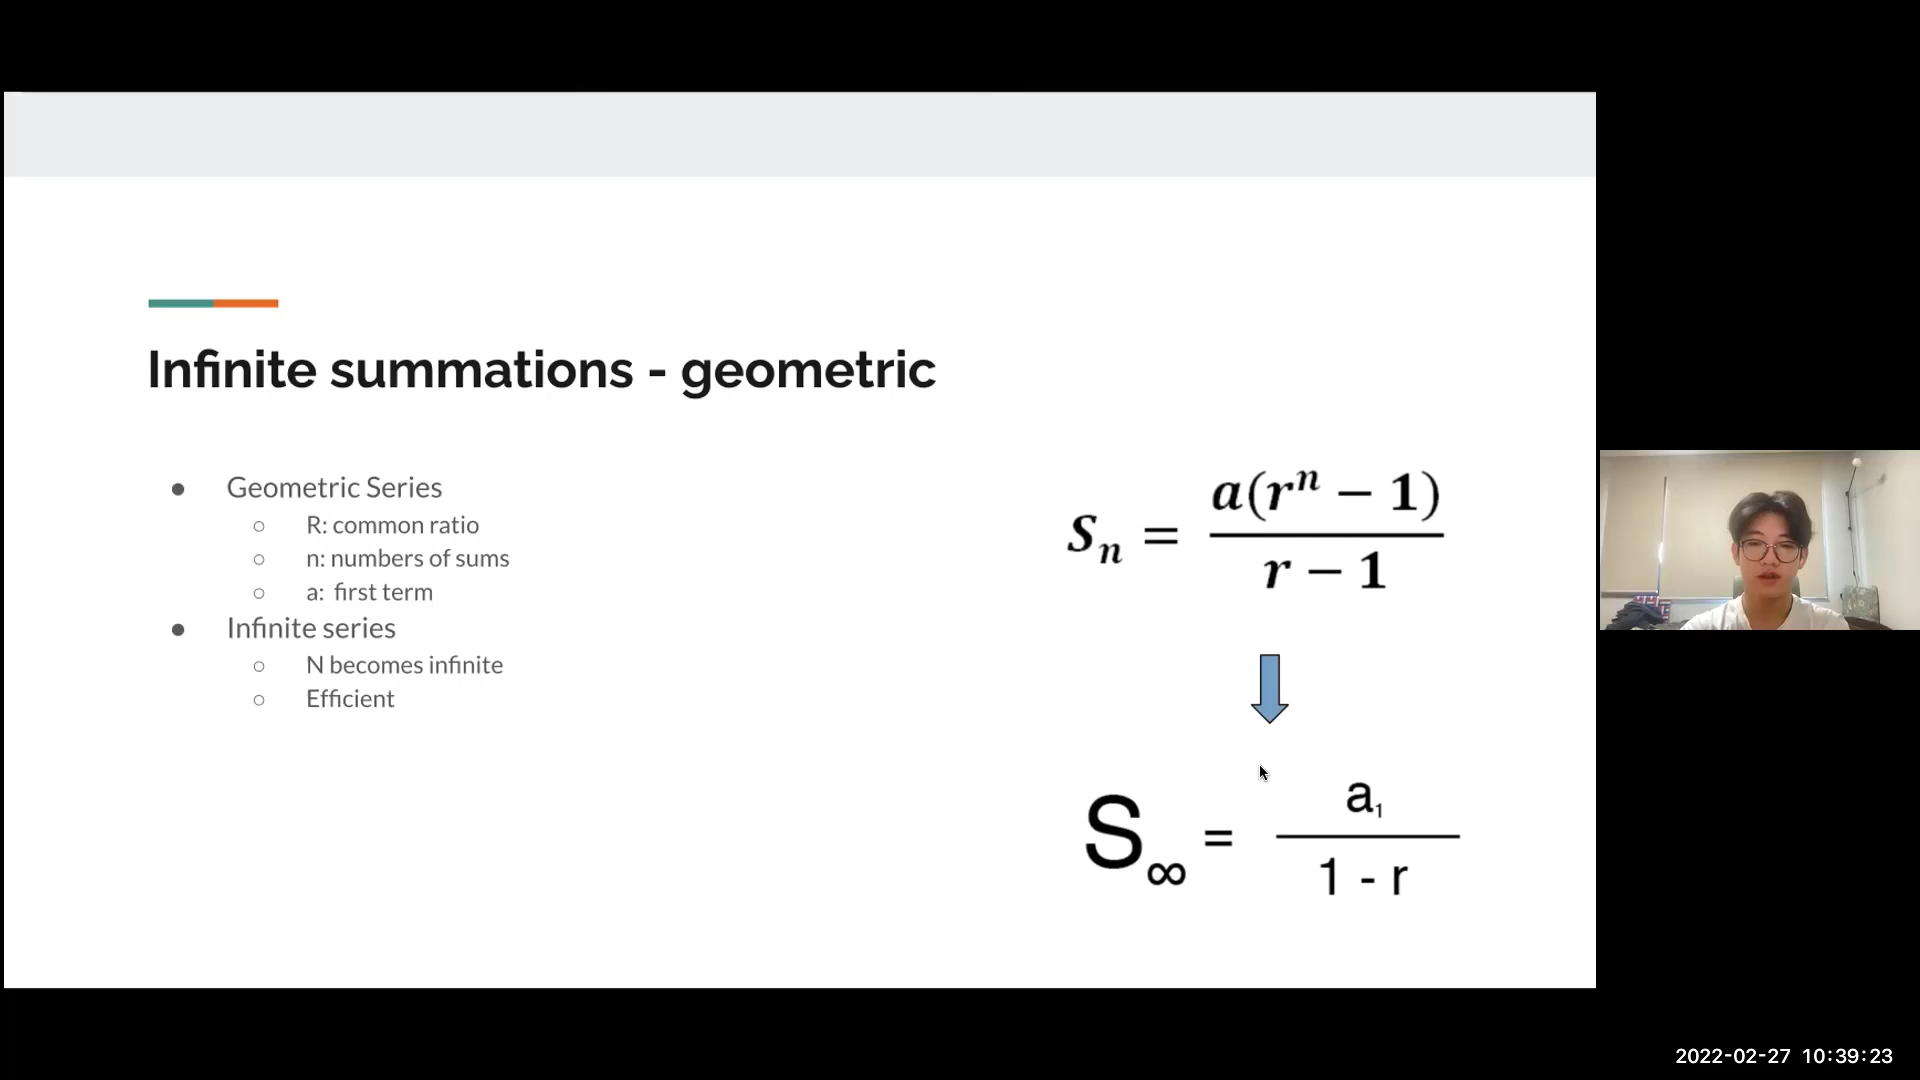 Infinite summations - geometric
● Geometric Series
○ R: common ratio
○ n: numbers of sums
○ a: first term
● Infinite series
○ N becomes infinite
○ Efficient
Sₙ = a(rⁿ − 1) / r − 1
S∞ = a₁ / 1 - r
2022-02-27 10:39:23